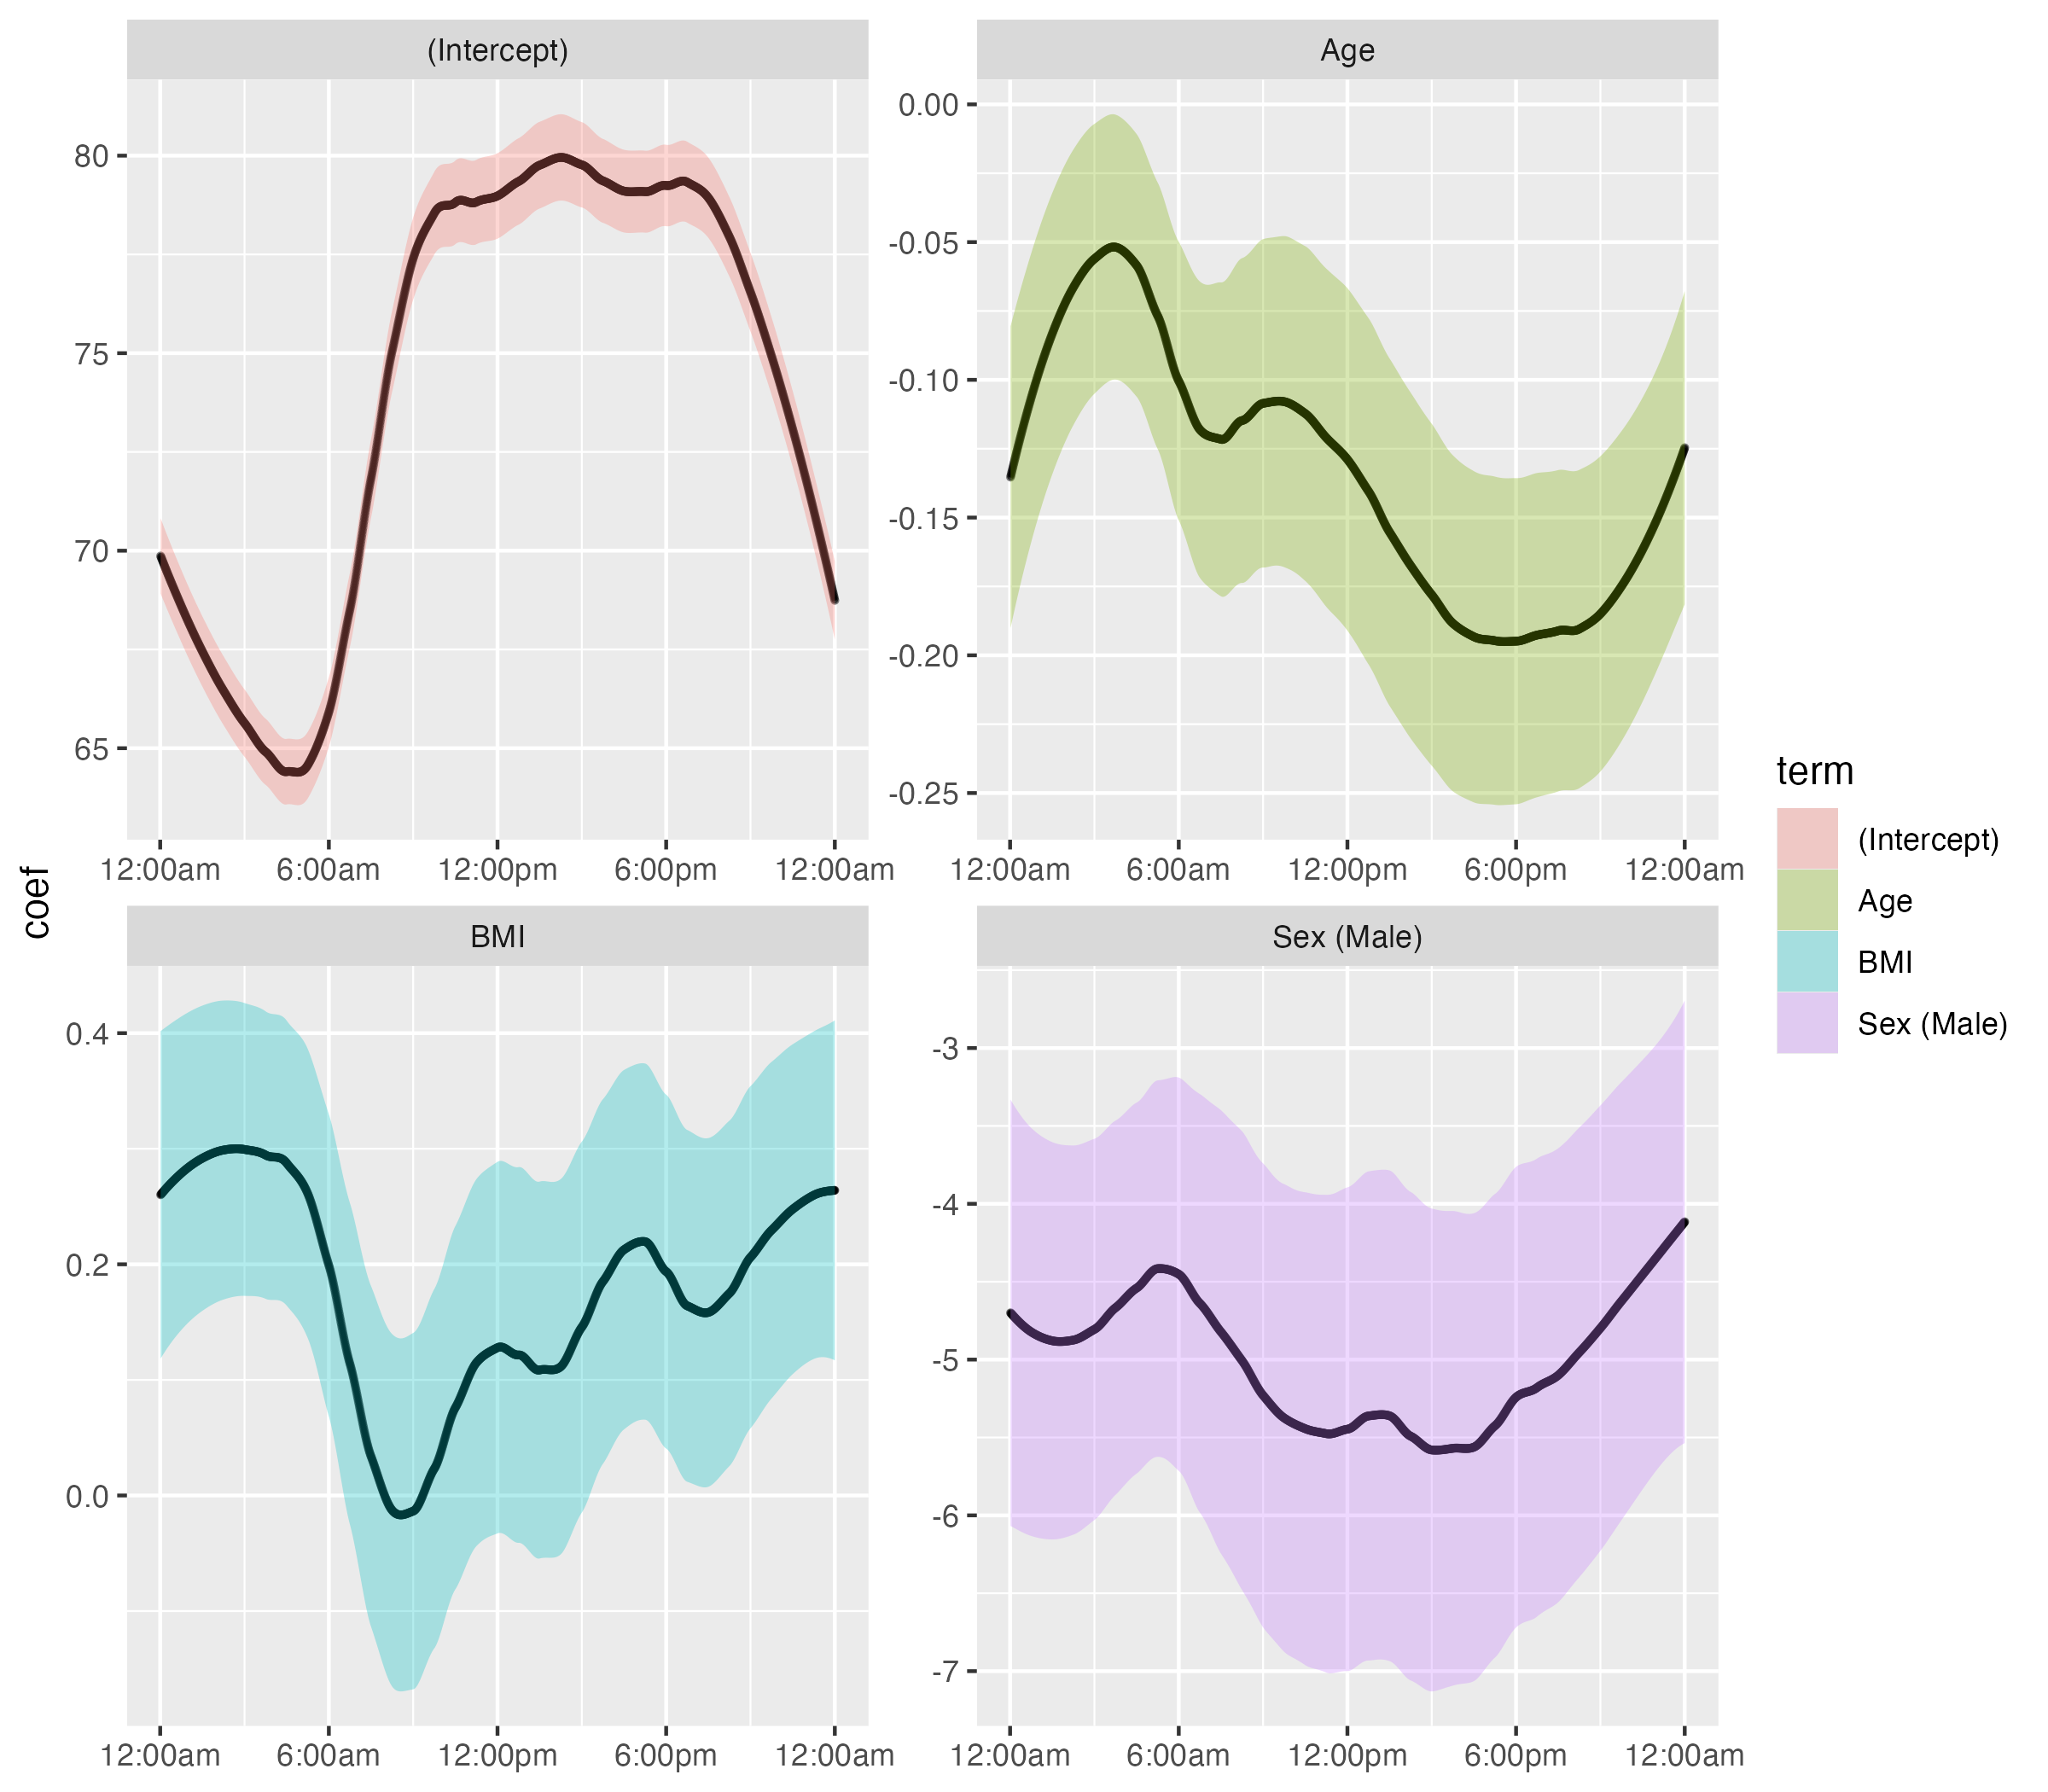 (Intercept)
80
75
70
65
12:00am 6:00am 12:00pm 6:00pm 12:00am
Age
0.00
-0.05
-0.10
-0.15
-0.20
-0.25
12:00am 6:00am 12:00pm 6:00pm 12:00am
coef
BMI
0.4
0.2
0.0
12:00am 6:00am 12:00pm 6:00pm 12:00am
Sex (Male)
-3
-4
-5
-6
-7
12:00am 6:00am 12:00pm 6:00pm 12:00am
term
(Intercept)
Age
BMI
Sex (Male)